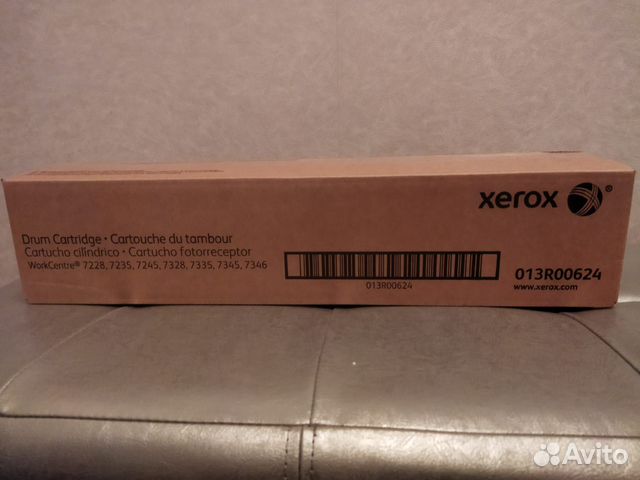 xerox®
Drum Cartridge • Cartouche du tambour
Cartucho cilíndrico • Cartucho fotorreceptor
WorkCentre® 7228, 7235, 7245, 7328, 7335, 7345, 7346
013R00624
013R00624
www.xerox.com
Avito